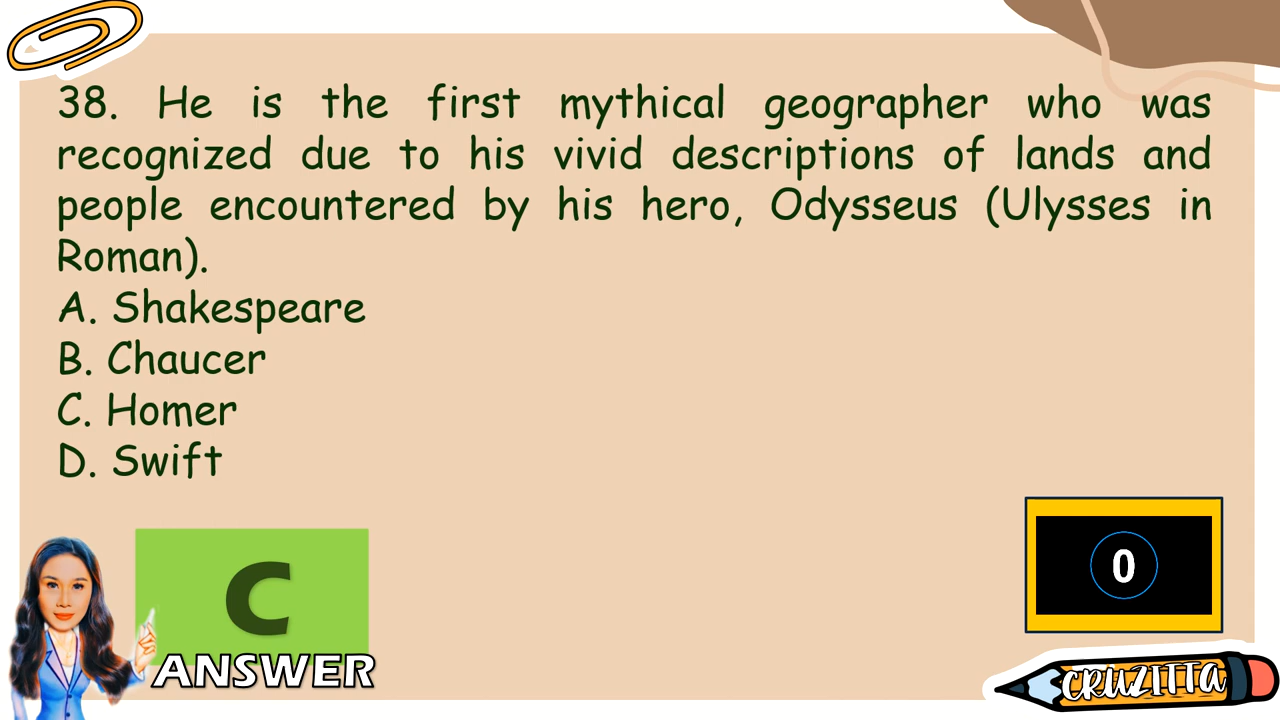 38. He is the first mythical geographer who was
recognized due to his vivid descriptions of lands and
people encountered by his hero, Odysseus (Ulysses in
Roman).
A. Shakespeare
B. Chaucer
C. Homer
D. Swift
C
ANSWER
0
CRUZITTA